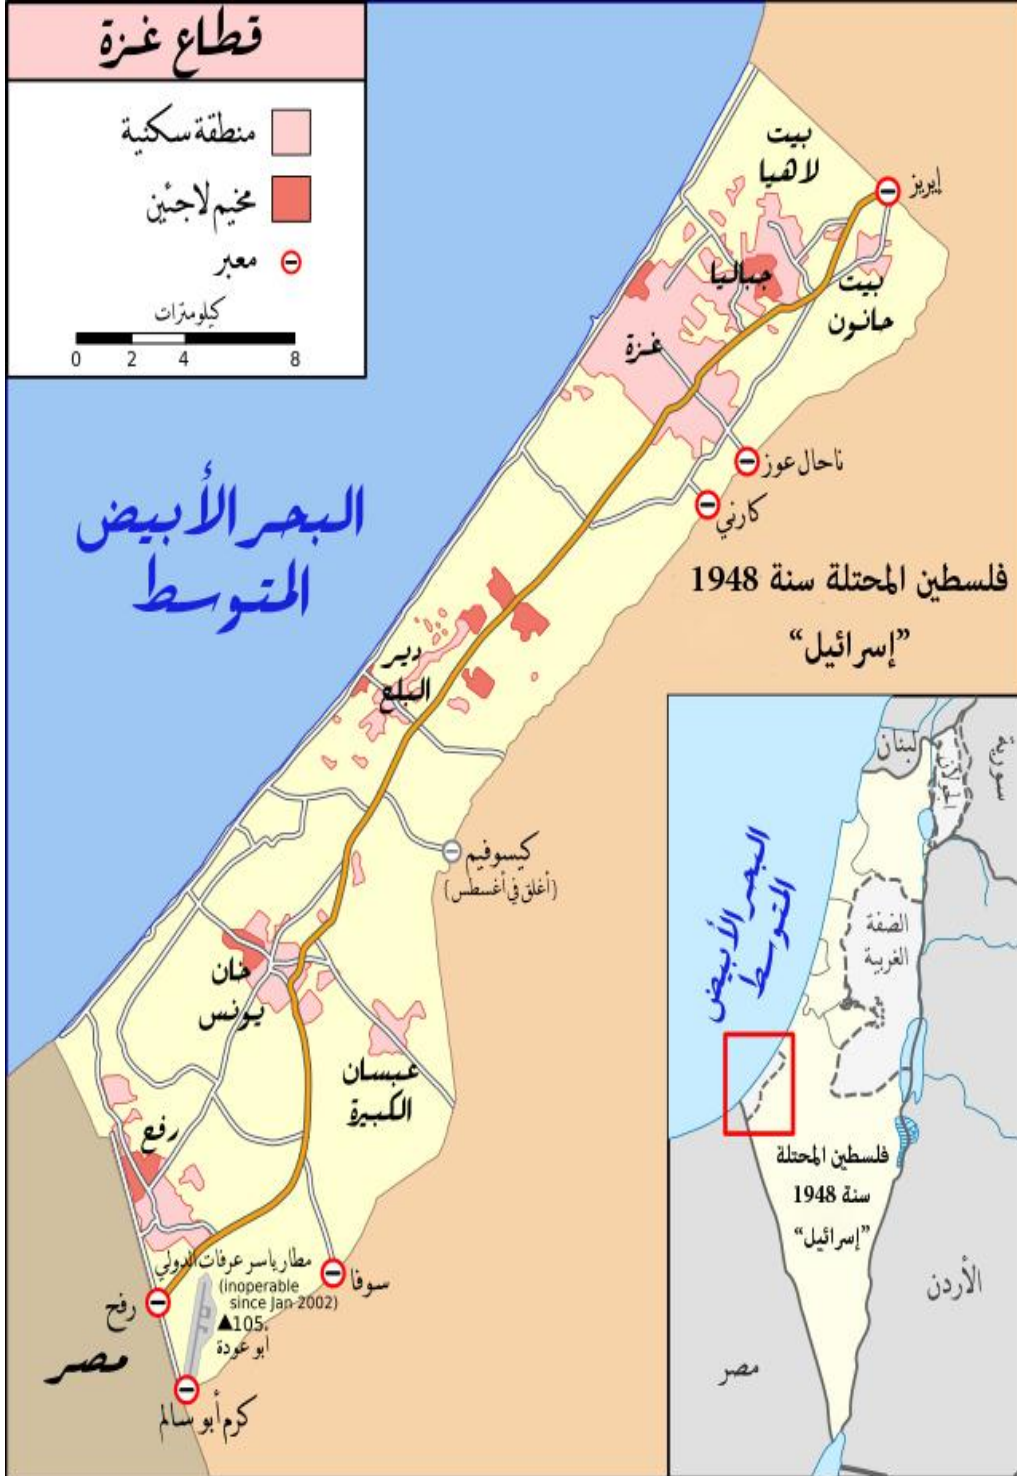 قطاع غزة
منطقة سكنية
مخيم لاجئين
معبر
كيلومترات
0 2 4 8
بيت
لاهيا
إيريز
جباليا
بيت
حانون
غزة
ناحال عوز
كارني
البحر الأبيض
المتوسط
فلسطين المحتلة سنة 1948
”إسرائيل“
دير
البلح
كيسوفيم
(أغلق في أغسطس)
خان
يونس
عبسان
الكبيرة
رفح
مطار ياسر عرفات الدولي
(inoperable
since Jan 2002)
▲105،
أبو عودة
سوفا
رفح
مصر
كرم أبو سالم
لبنان
سورية
الجولان
البحر الأبيض
المتوسط
الضفة
الغربية
فلسطين المحتلة
سنة 1948
”إسرائيل“
الأردن
مصر